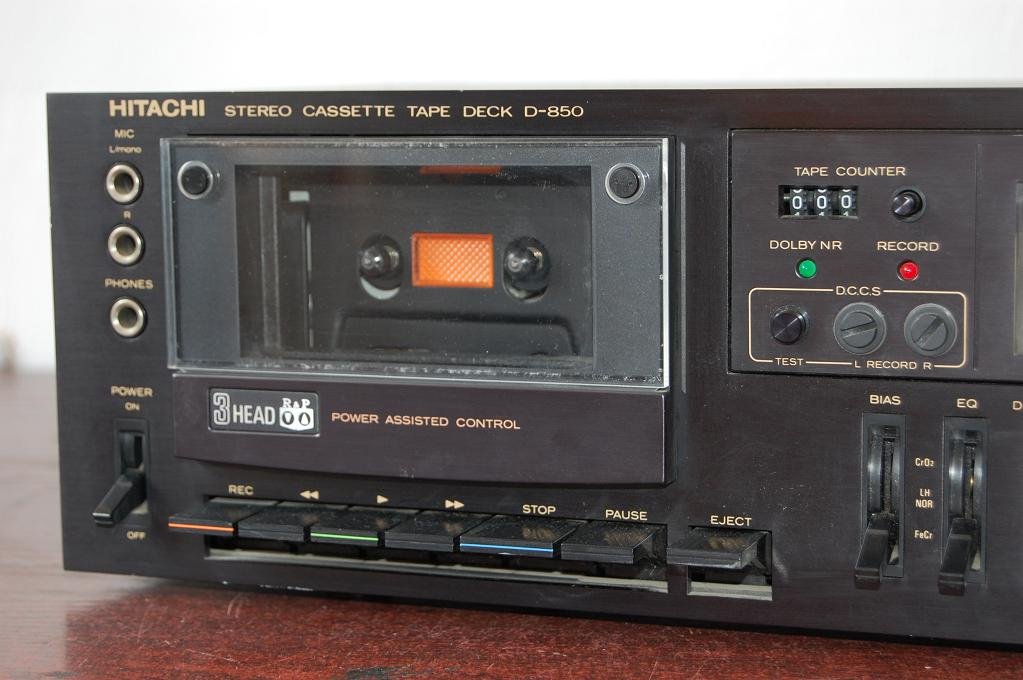 HITACHI STEREO CASSETTE TAPE DECK D-850
MIC
L/mono
R
PHONES
POWER
ON
OFF
3 HEAD R&P
POWER ASSISTED CONTROL
REC
STOP
PAUSE
EJECT
TAPE COUNTER
000
DOLBY NR
RECORD
D.C.C.S
TEST
L RECORD R
BIAS
EQ
D
CrO₂
LH
NOR
FeCr